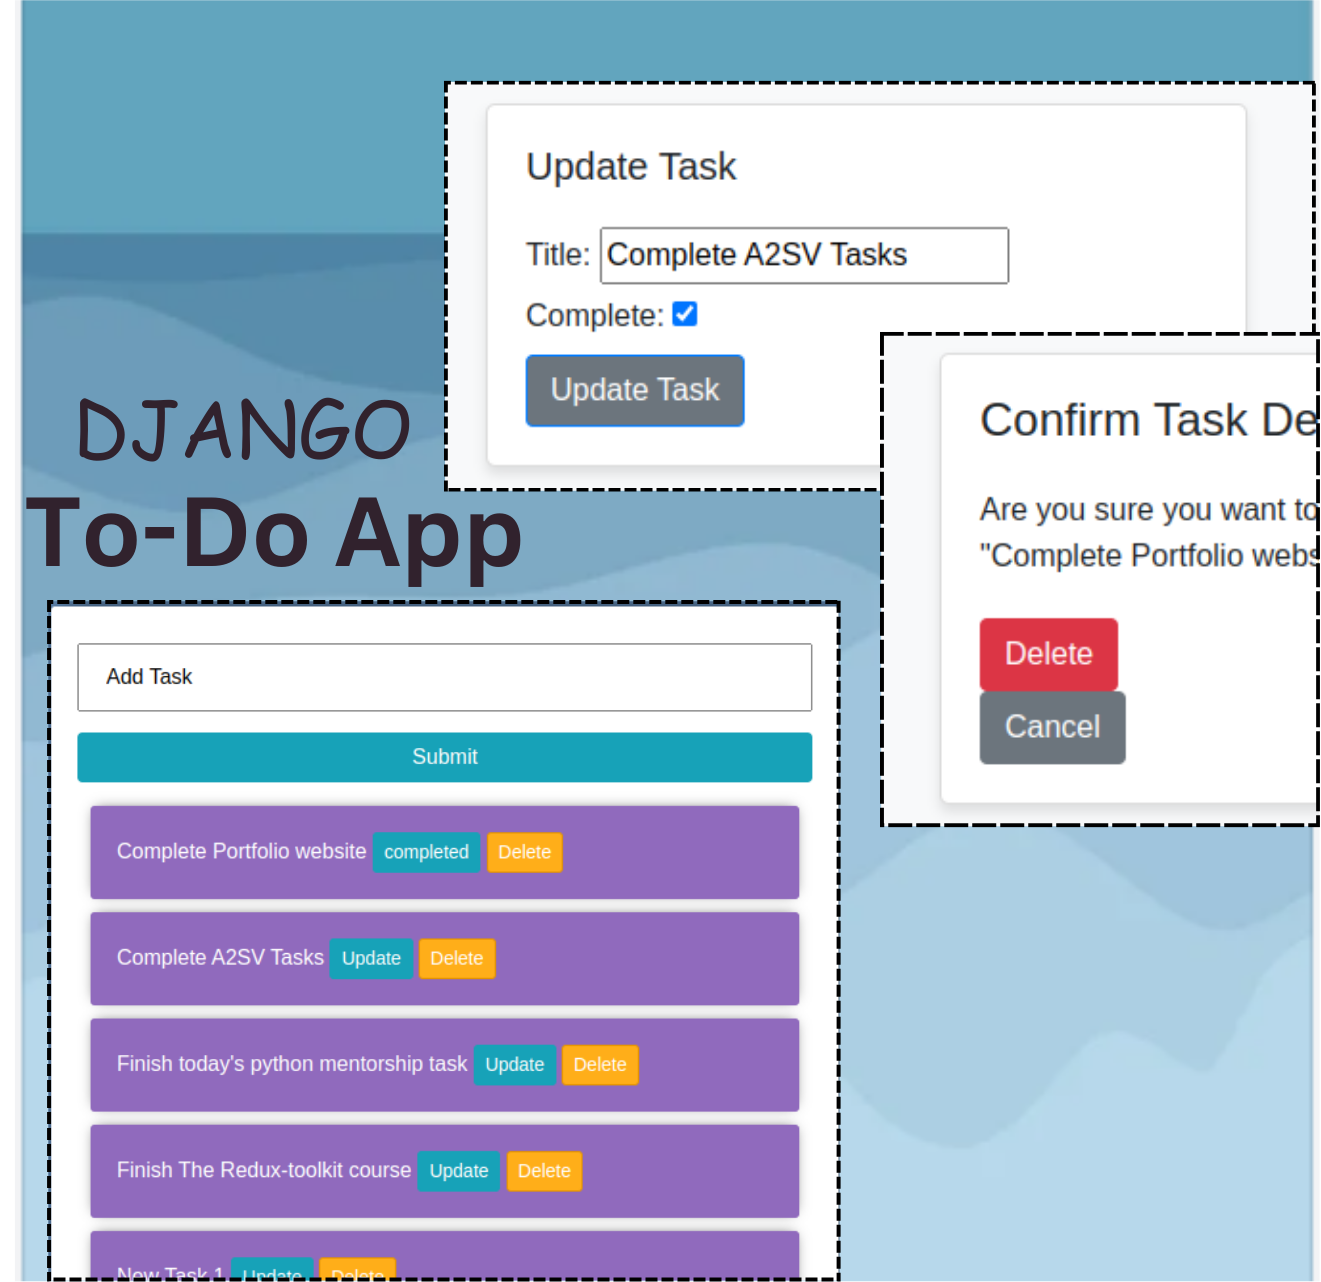 Update Task
Title: Complete A2SV Tasks
Complete:
Update Task
Confirm Task De
Are you sure you want to
"Complete Portfolio webs
Delete
Cancel
DJANGO
To-Do App
Add Task
Submit
Complete Portfolio website completed Delete
Complete A2SV Tasks Update Delete
Finish today's python mentorship task Update Delete
Finish The Redux-toolkit course Update Delete
New Task 1 Update Delete